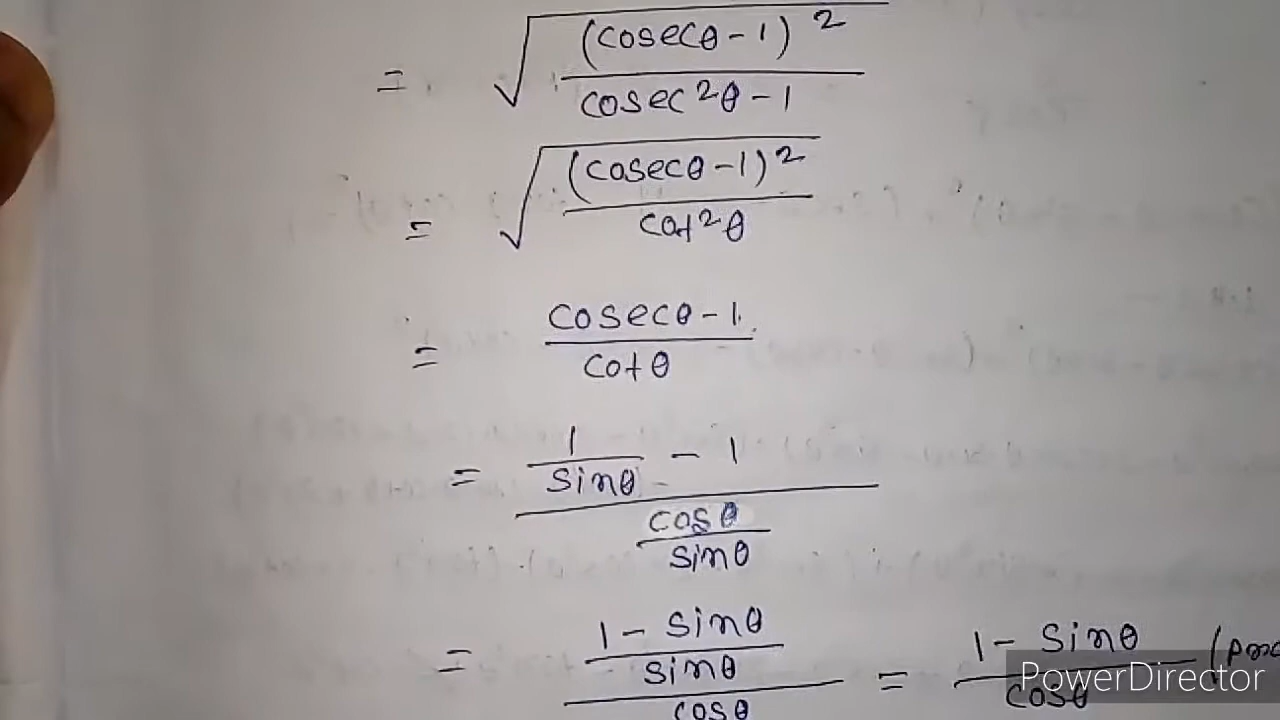 = √((cosecθ - 1)² / (cosec²θ - 1))
= √((cosecθ - 1)² / cot²θ)
= (cosecθ - 1) / cotθ
= (1/sinθ - 1) / (cosθ/sinθ)
= ((1 - sinθ)/sinθ) / cosθ = (1 - sinθ) / cosθ
PowerDirector